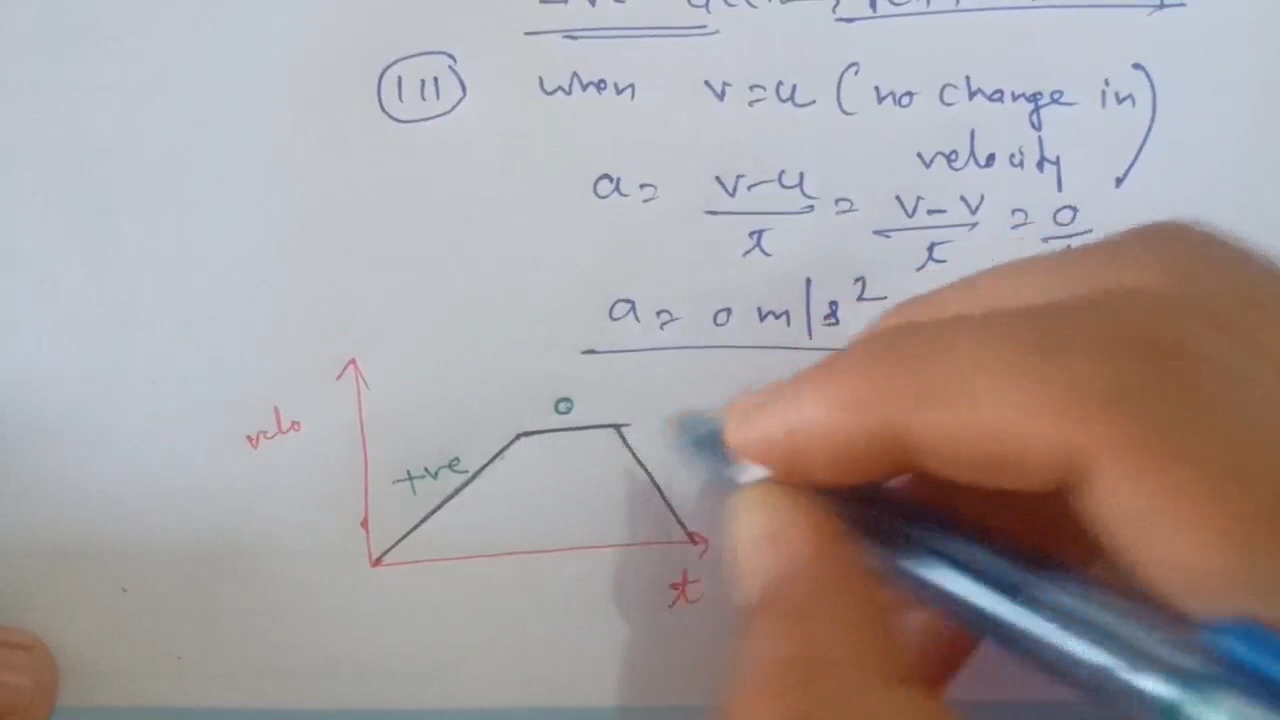 (III) when v=u (no change in
velocity)
a= v-u/t = v-v/t = 0
a= 0 m/s²
velo
+ve
0
t